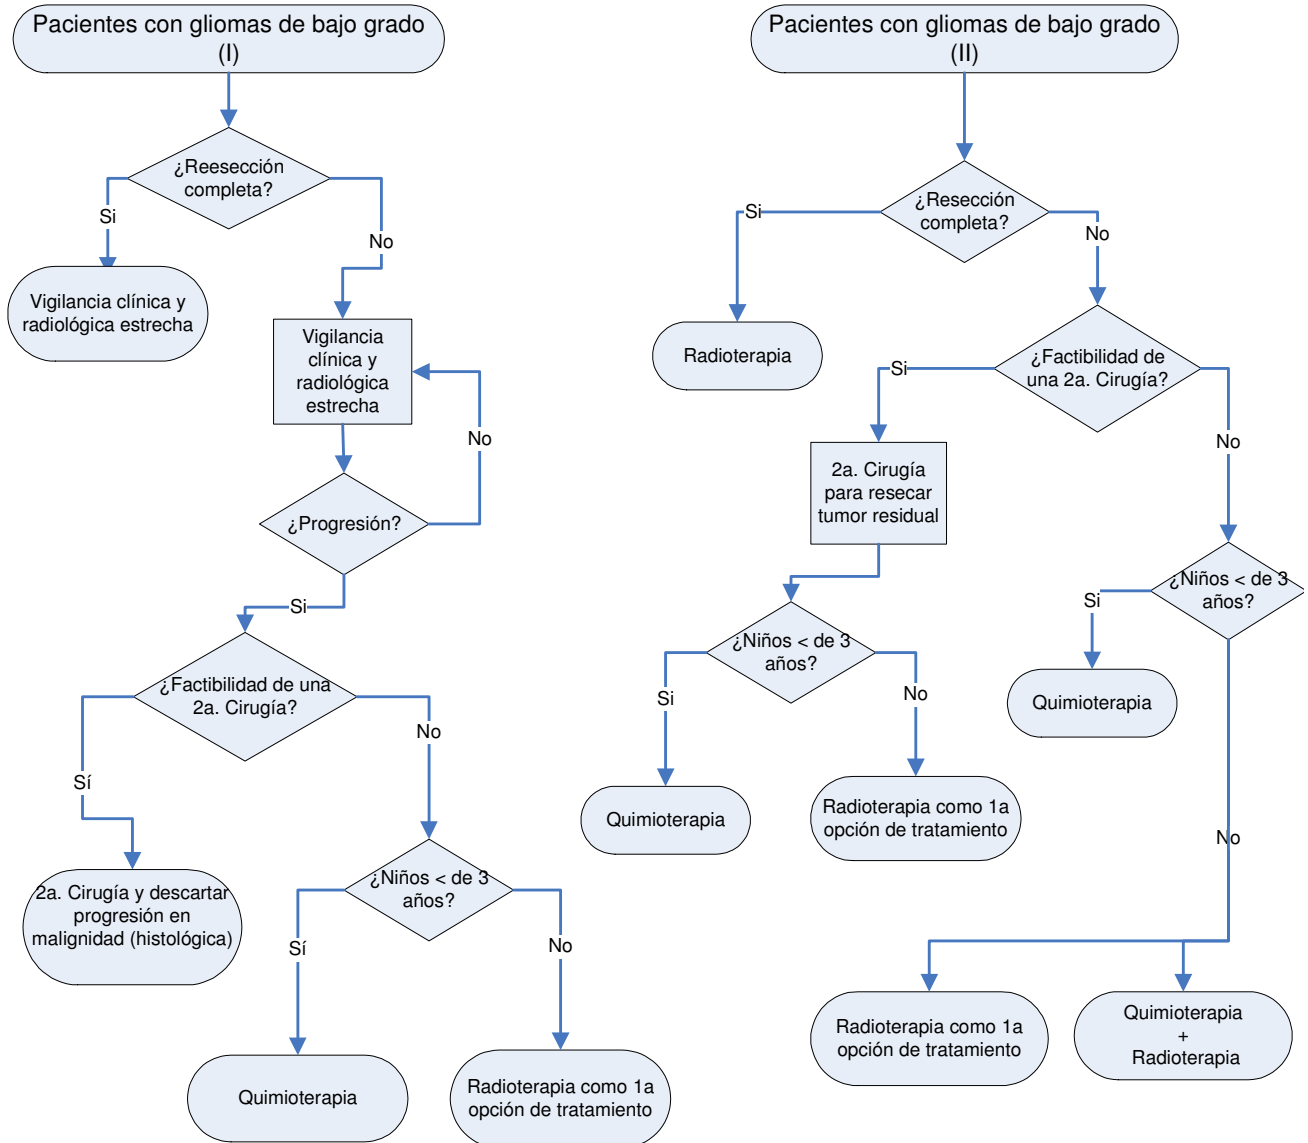 Pacientes con gliomas de bajo grado
(I)
¿Reesección
completa?
Si
No
Vigilancia clínica y
radiológica estrecha
Vigilancia
clínica y
radiológica
estrecha
No
¿Progresión?
Si
¿Factibilidad de una
2a. Cirugía?
Sí
No
2a. Cirugía y descartar
progresión en
malignidad (histológica)
¿Niños < de 3
años?
Sí
No
Quimioterapia
Radioterapia como 1a
opción de tratamiento
Pacientes con gliomas de bajo grado
(II)
¿Resección
completa?
Si
No
Radioterapia
¿Factibilidad de
una 2a. Cirugía?
Si
No
2a. Cirugía
para resecar
tumor residual
¿Niños < de 3
años?
Si
No
Quimioterapia
Radioterapia como 1a
opción de tratamiento
¿Niños < de 3
años?
Si
Quimioterapia
No
Radioterapia como 1a
opción de tratamiento
Quimioterapia
+
Radioterapia